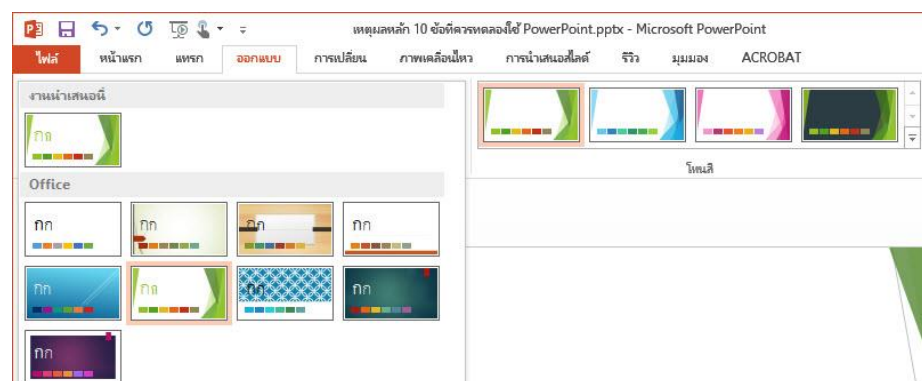 เหตุผลหลัก 10 ข้อที่ควรทดลองใช้ PowerPoint.pptx - Microsoft PowerPoint
ไฟล์ หน้าแรก แทรก ออกแบบ การเปลี่ยน ภาพเคลื่อนไหว การนำเสนอสไลด์ รีวิว มุมมอง ACROBAT
งานนำเสนอนี้
กก
Office
กก กก กก กก
กก กก กก กก
กก
โทนสี